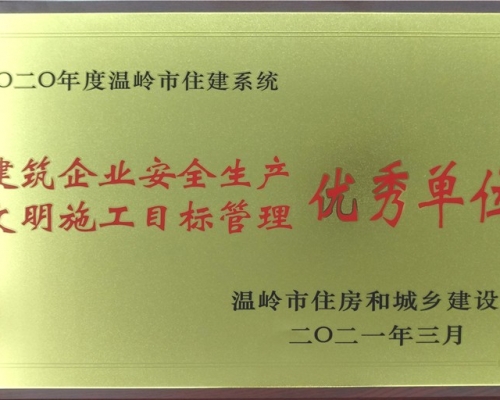 〇二〇年度温岭市住建系统
建筑企业安全生产
文明施工目标管理
优秀单位
温岭市住房和城乡建设
二〇二一年三月